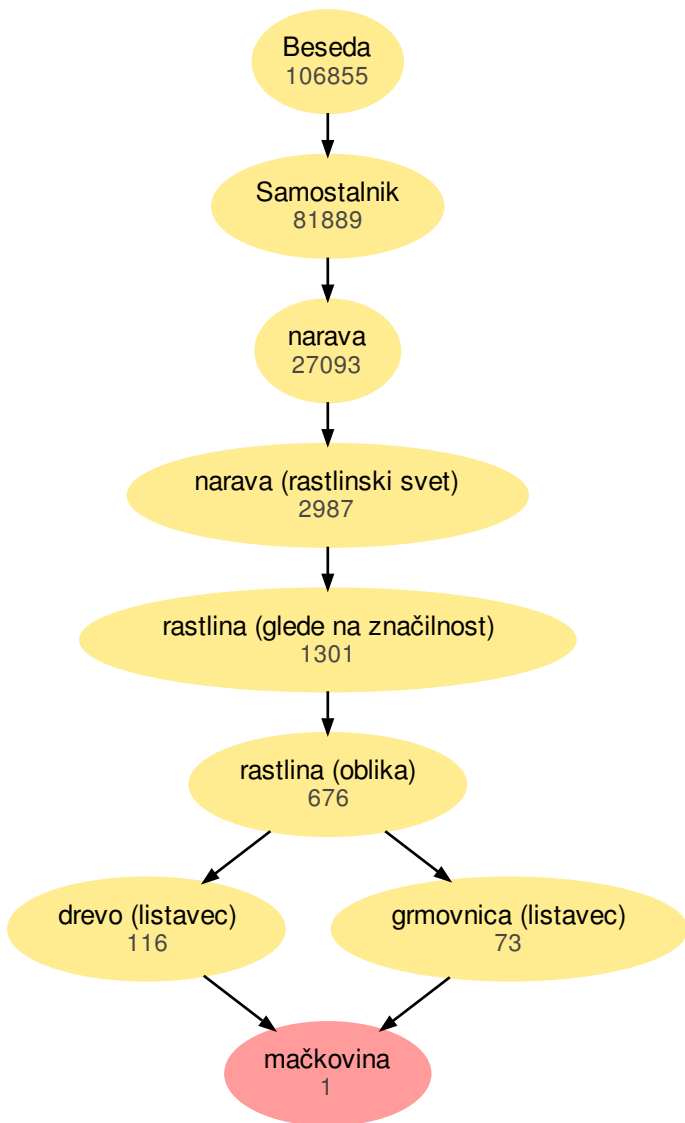 Beseda
106855
Samostalnik
81889
narava
27093
narava (rastlinski svet)
2987
rastlina (glede na značilnost)
1301
rastlina (oblika)
676
drevo (listavec)
116
grmovnica (listavec)
73
mačkovina
1